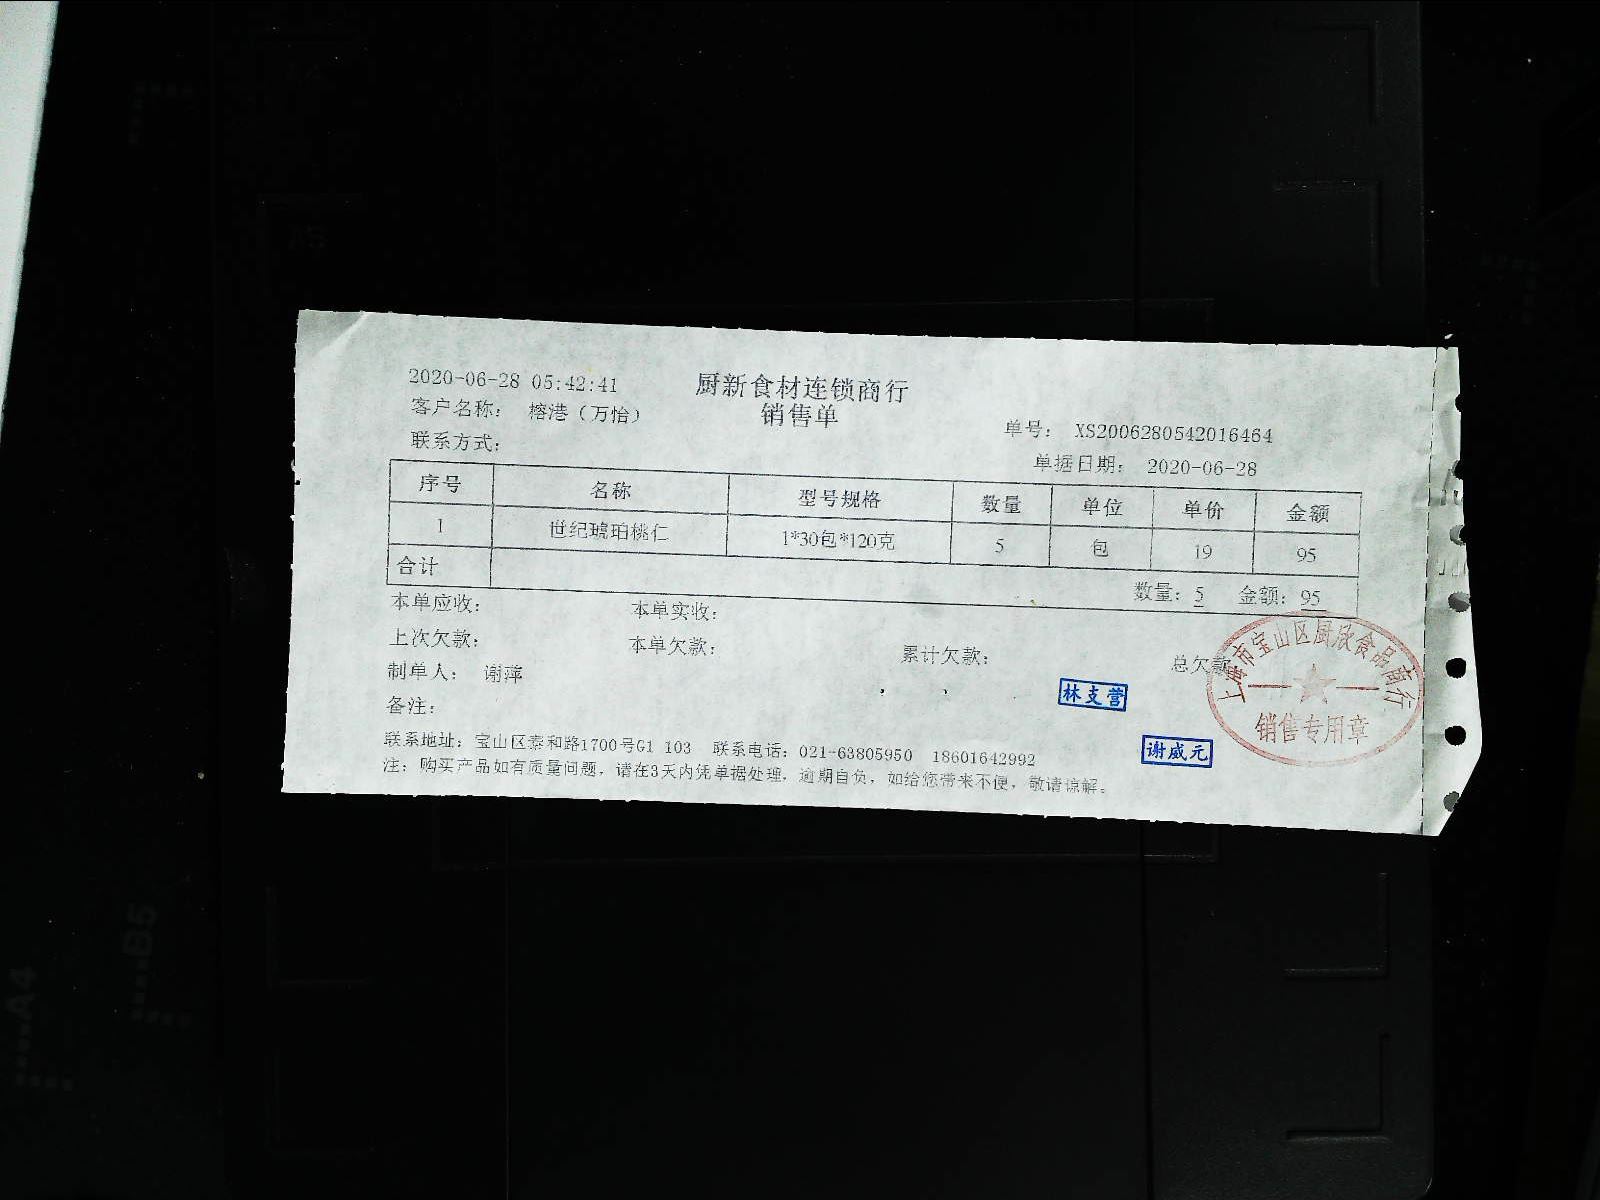 2020-06-28 05:42:41
厨新食材连锁商行
销售单
客户名称： 榕港（万怡）
单号： XS2006280542016464
联系方式：
单据日期： 2020-06-28
序号 名称 型号规格 数量 单位 单价 金额
1 世纪琥珀桃仁 1*30包*120克 5 包 19 95
合计 数量：5 金额：95
本单应收： 本单实收：
上次欠款： 本单欠款： 累计欠款： 总欠款
制单人： 谢萍
备注：
上海市宝山区厨欣食品商行
销售专用章
林支营
谢威元
联系地址：宝山区泰和路1700号G1 103 联系电话：021-63805950 18601642992
注：购买产品如有质量问题，请在3天内凭单据处理，逾期自负，如给您带来不便，敬请谅解。
A5
B5
A4